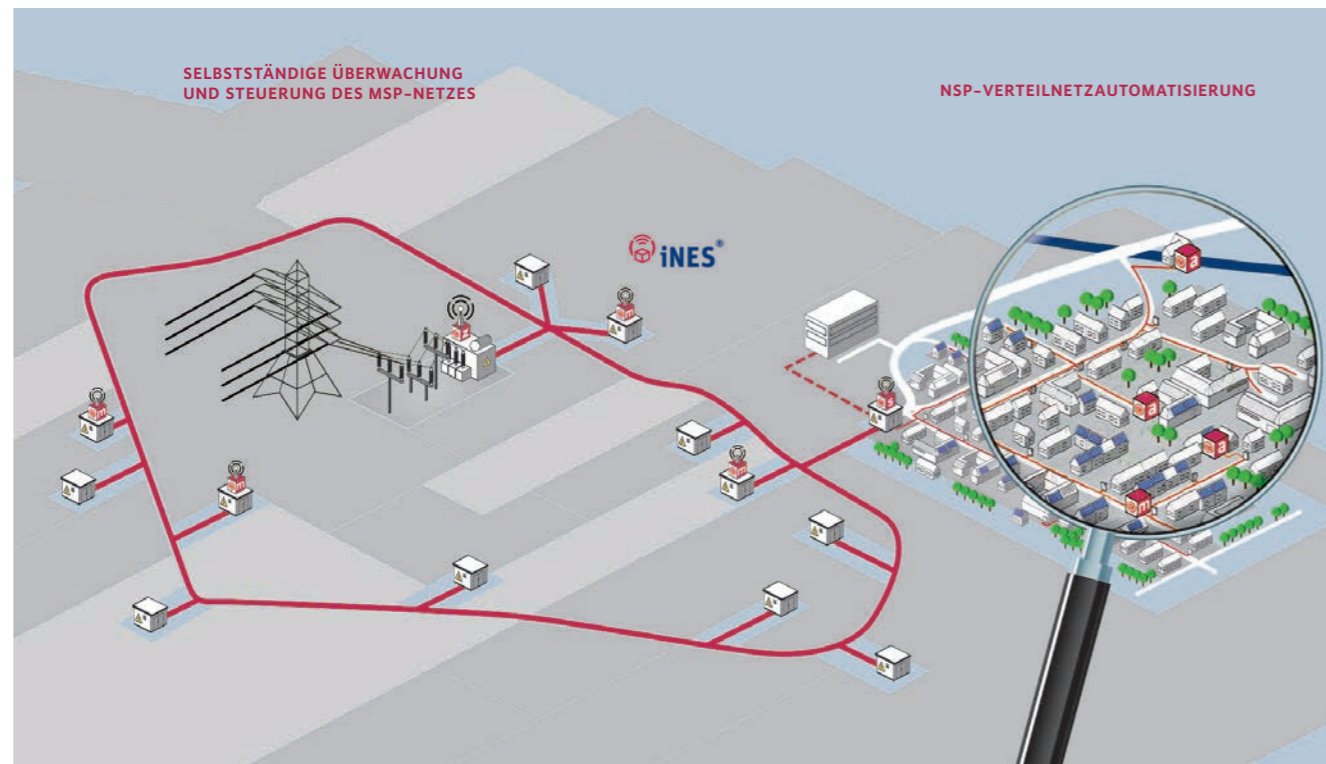 SELBSTSTÄNDIGE ÜBERWACHUNG
UND STEUERUNG DES MSP-NETZES
NSP-VERTEILNETZAUTOMATISIERUNG
iNES®
z
m
m
m
m
s
a
a
a
m